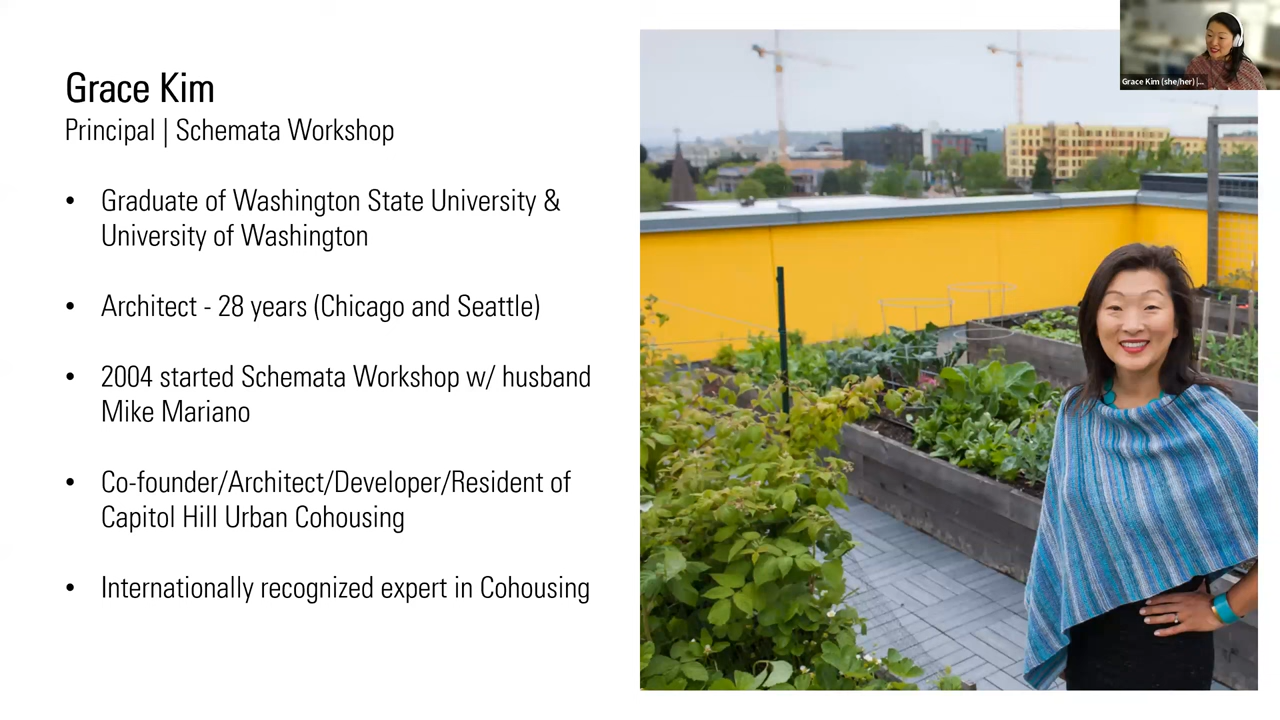 Grace Kim
Principal | Schemata Workshop
• Graduate of Washington State University &
University of Washington
• Architect - 28 years (Chicago and Seattle)
• 2004 started Schemata Workshop w/ husband
Mike Mariano
• Co-founder/Architect/Developer/Resident of
Capitol Hill Urban Cohousing
• Internationally recognized expert in Cohousing
Grace Kim (she/her) |...